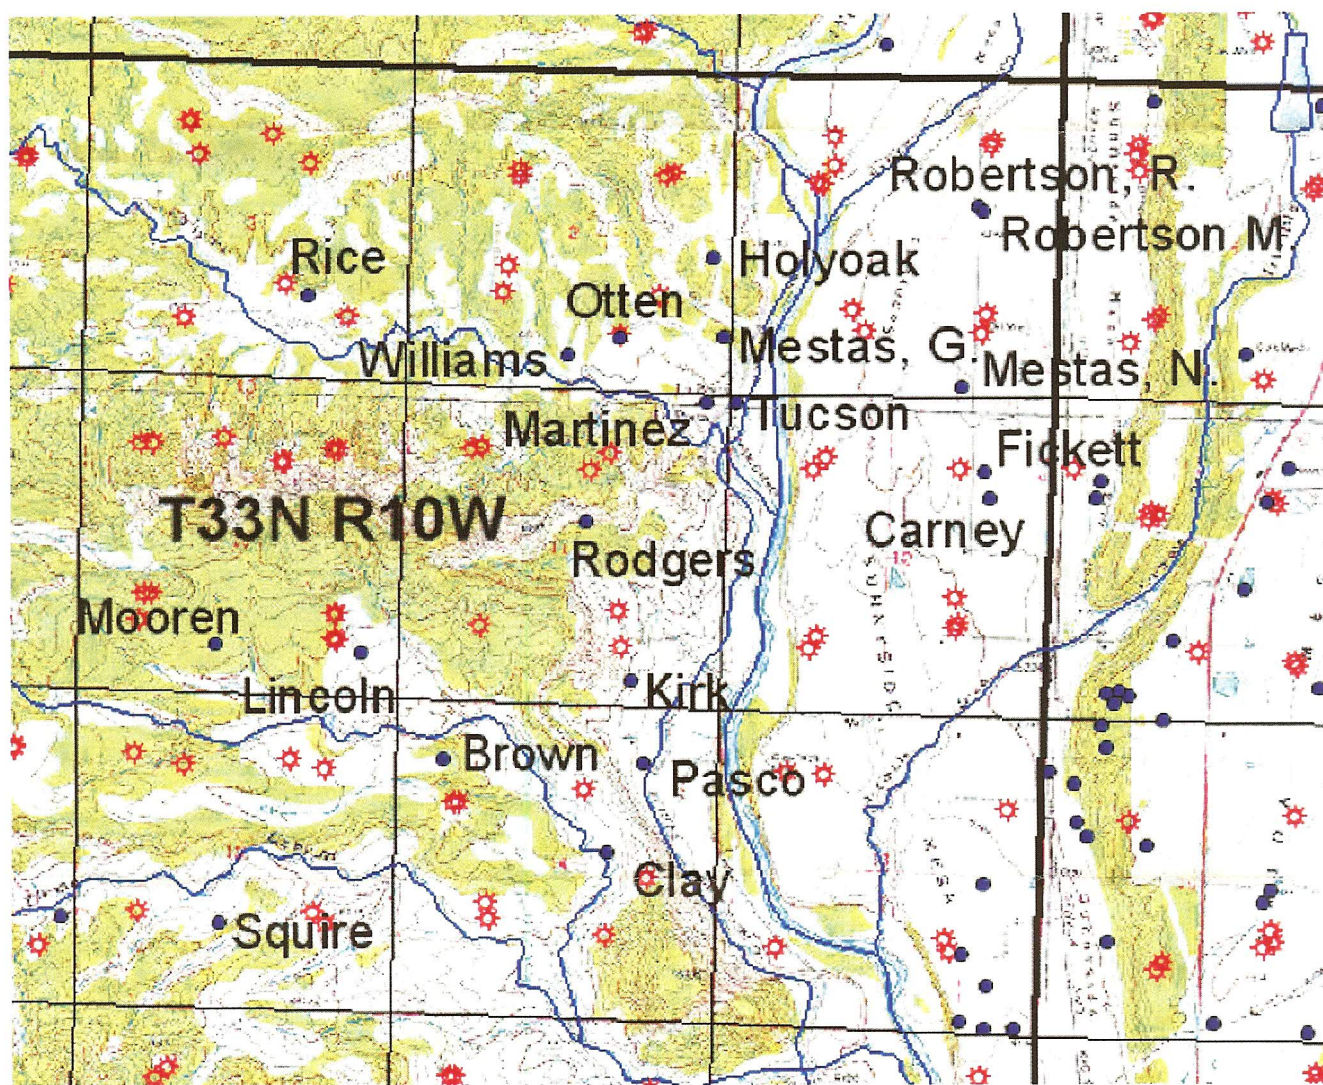 Robertson, R.
Robertson M
Rice
Holyoak
Otten
Williams
Mestas, G.
Mestas, N.
Martinez
Tucson
Fickett
T33N R10W
Carney
Rodgers
Mooren
Lincoln
Kirk
Brown
Pasco
Clay
Squire